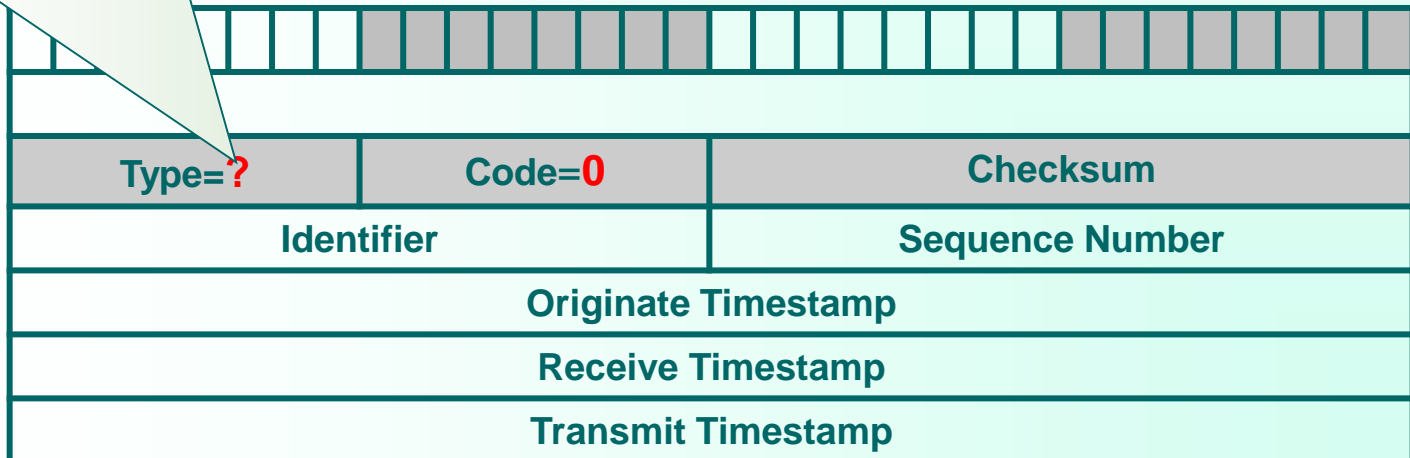 Type=? Code=0 Checksum
Identifier Sequence Number
Originate Timestamp
Receive Timestamp
Transmit Timestamp